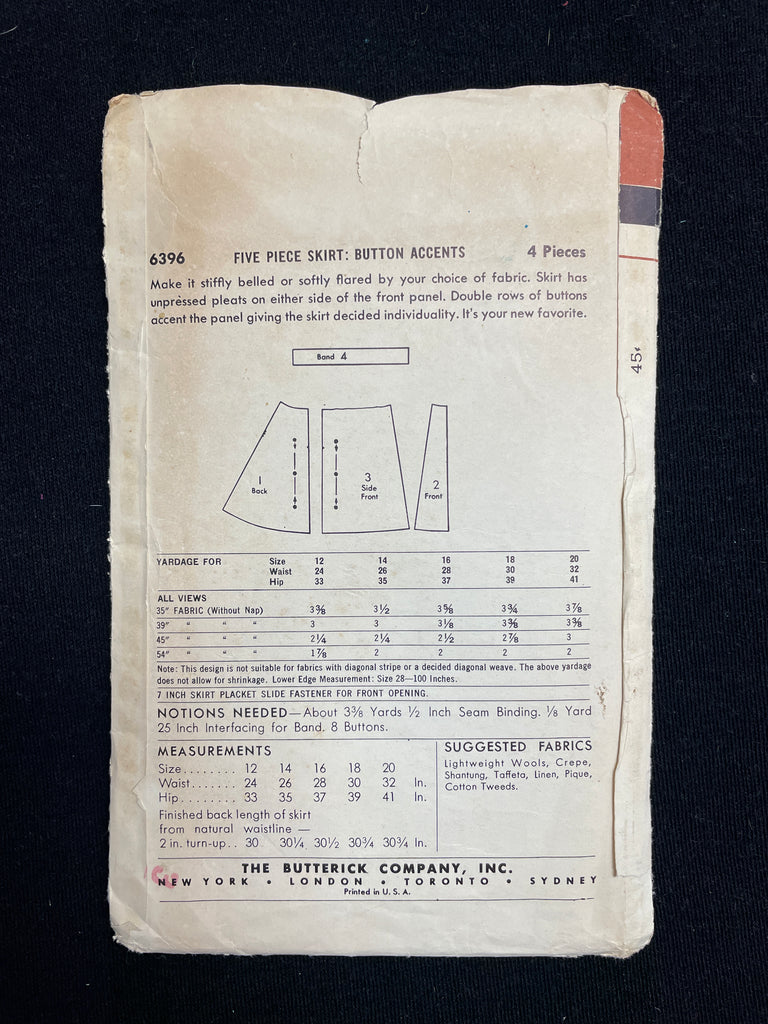 6396 FIVE PIECE SKIRT: BUTTON ACCENTS 4 Pieces
Make it stiffly belled or softly flared by your choice of fabric. Skirt has
unpressed pleats on either side of the front panel. Double rows of buttons
accent the panel giving the skirt decided individuality. It's your new favorite.
45¢
Band 4
1
Back
3
Side
Front
2
Front
YARDAGE FOR Size 12 14 16 18 20
Waist 24 26 28 30 32
Hip 33 35 37 39 41
ALL VIEWS
35" FABRIC (Without Nap) 3⅜ 3½ 3⅝ 3¾ 3⅞
39" " " " 3 3 3⅛ 3⅜ 3⅜
45" " " " 2¼ 2¼ 2½ 2⅞ 3
54" " " " 1⅞ 2 2 2 2
Note: This design is not suitable for fabrics with diagonal stripe or a decided diagonal weave. The above yardage
does not allow for shrinkage. Lower Edge Measurement: Size 28—100 Inches.
7 INCH SKIRT PLACKET SLIDE FASTENER FOR FRONT OPENING.
NOTIONS NEEDED—About 3⅜ Yards ½ Inch Seam Binding. ⅛ Yard
25 Inch Interfacing for Band. 8 Buttons.
MEASUREMENTS
Size........ 12 14 16 18 20
Waist....... 24 26 28 30 32 In.
Hip......... 33 35 37 39 41 In.
Finished back length of skirt
from natural waistline —
2 in. turn-up.. 30 30¼ 30½ 30¾ 30¾ In.
SUGGESTED FABRICS
Lightweight Wools, Crepe,
Shantung, Taffeta, Linen, Pique,
Cotton Tweeds.
THE BUTTERICK COMPANY, INC.
NEW YORK • LONDON • TORONTO • SYDNEY
Printed in U. S. A.